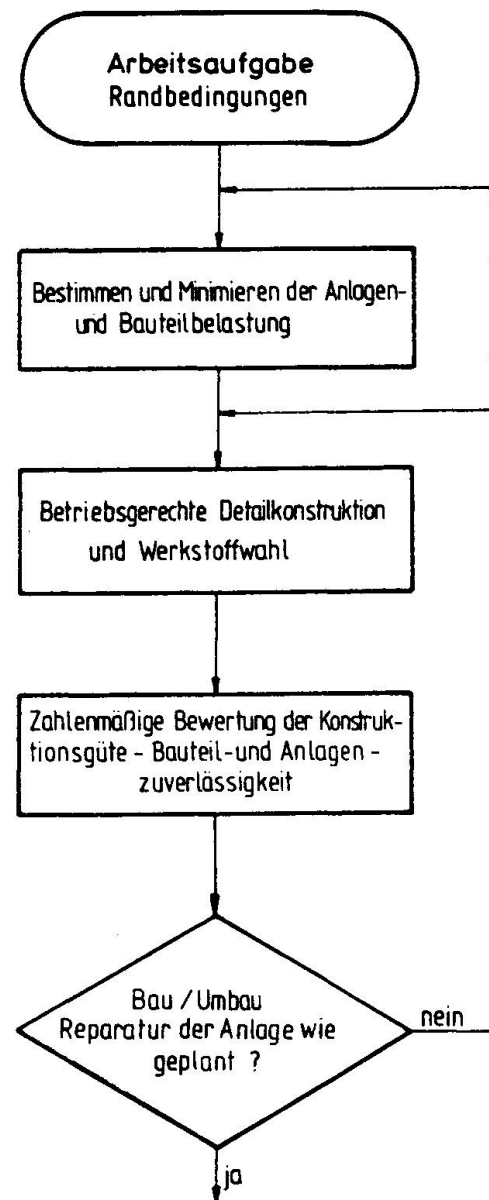 Arbeitsaufgabe
Randbedingungen
Bestimmen und Minimieren der Anlagen-
und Bauteilbelastung
Betriebsgerechte Detailkonstruktion
und Werkstoffwahl
Zahlenmäßige Bewertung der Konstruk-
tionsgüte - Bauteil- und Anlagen -
zuverlässigkeit
Bau / Umbau
Reparatur der Anlage wie
geplant ?
nein
ja